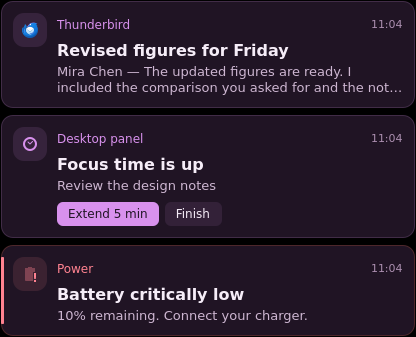 Thunderbird 11:04
Revised figures for Friday
Mira Chen — The updated figures are ready. I
included the comparison you asked for and the not…
Desktop panel 11:04
Focus time is up
Review the design notes
Extend 5 min Finish
Power 11:04
Battery critically low
10% remaining. Connect your charger.